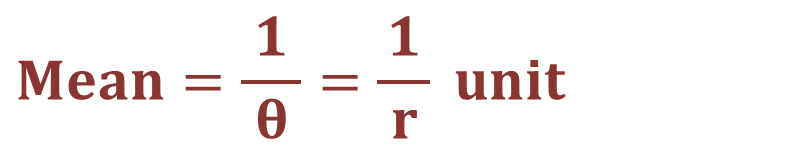 Mean = 1/θ = 1/r unit